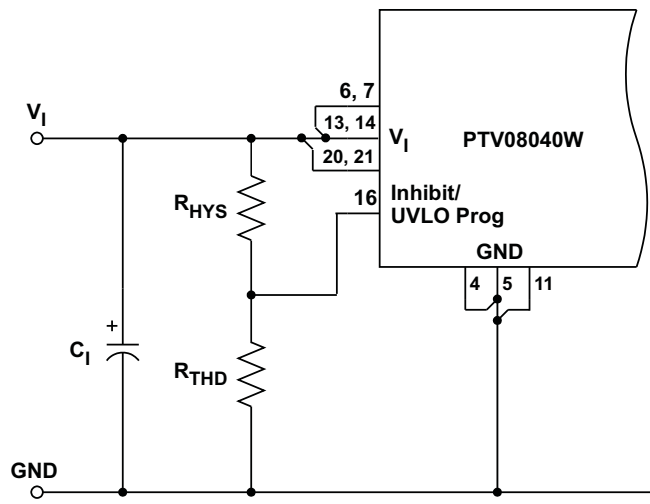 6, 7
V_I
13, 14
V_I
PTV08040W
20, 21
16
Inhibit/
UVLO Prog
R_HYS
GND
4
5
11
+
C_I
R_THD
GND